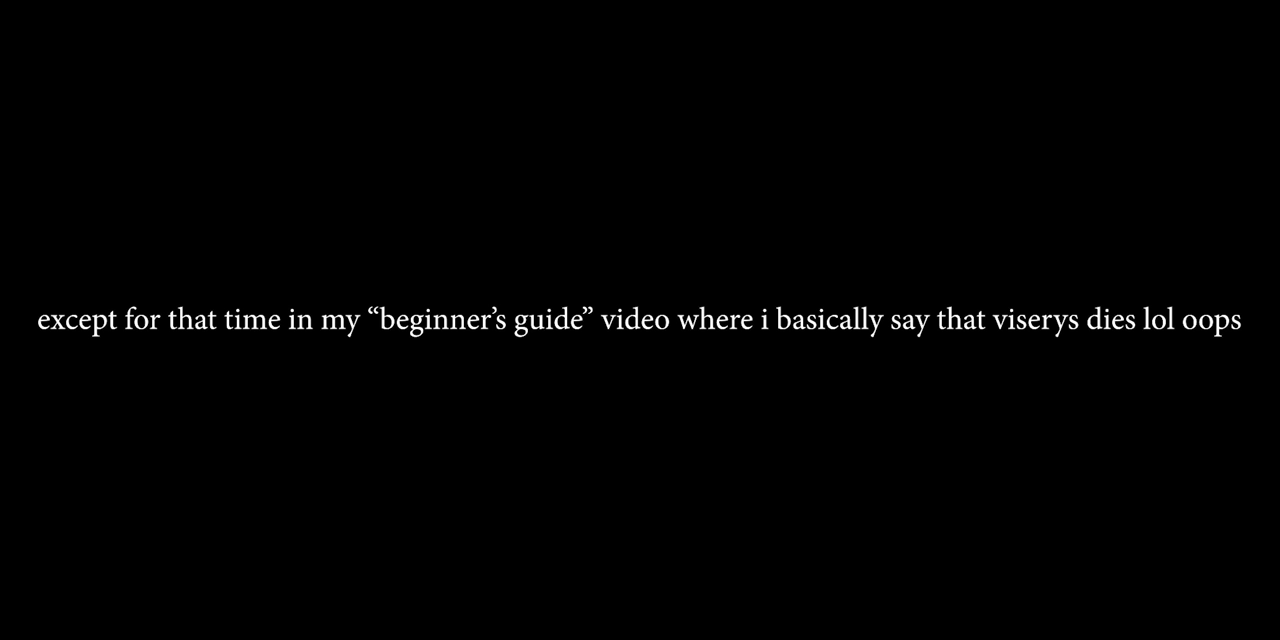 except for that time in my “beginner’s guide” video where i basically say that viserys dies lol oops